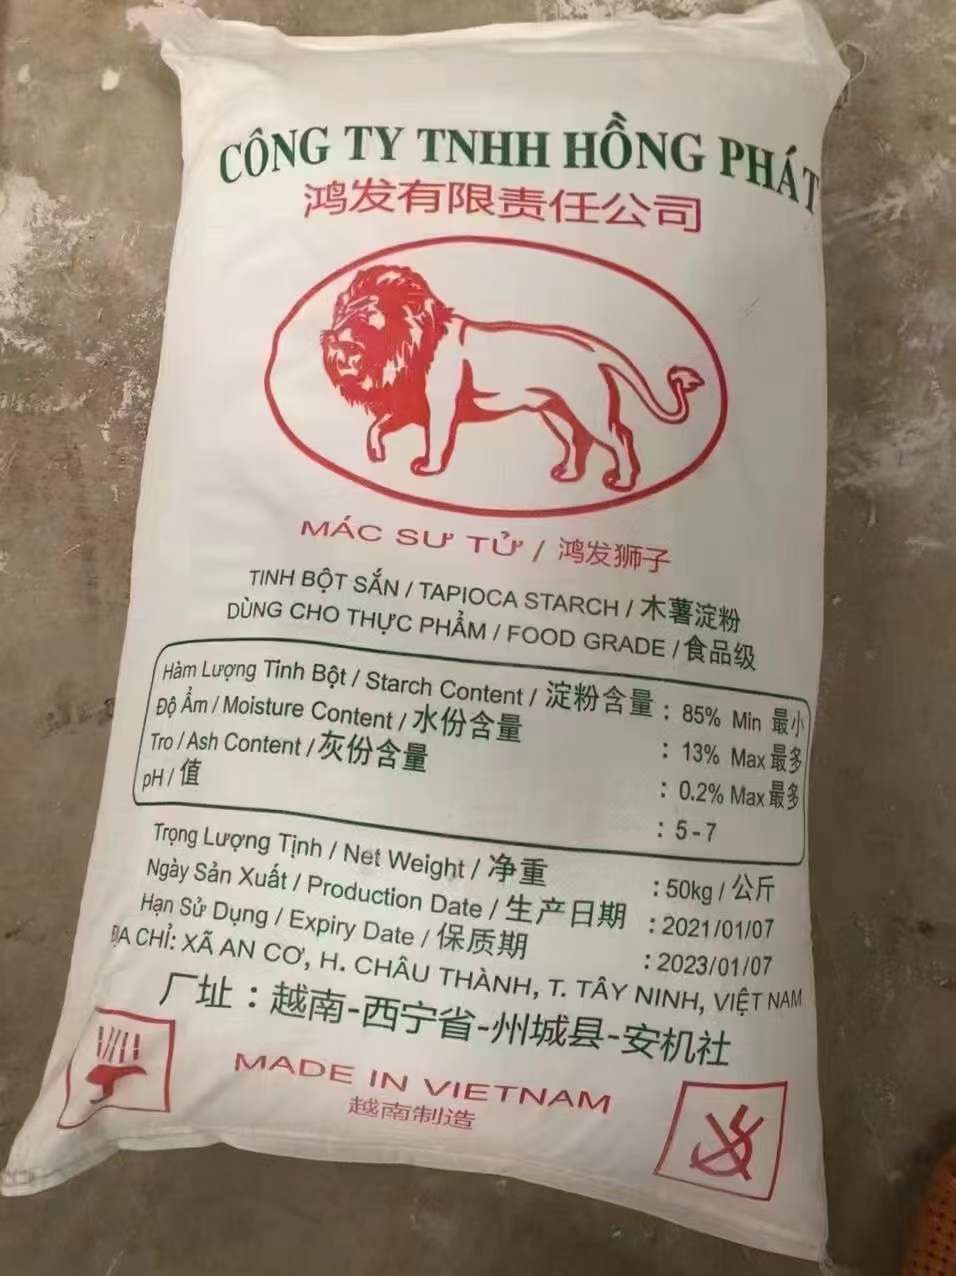 CÔNG TY TNHH HỒNG PHÁT
鸿发有限责任公司
MÁC SƯ TỬ / 鸿发狮子
TINH BỘT SẮN / TAPIOCA STARCH / 木薯淀粉
DÙNG CHO THỰC PHẨM / FOOD GRADE / 食品级
Hàm Lượng Tinh Bột / Starch Content / 淀粉含量 : 85% Min 最小
Độ Ẩm / Moisture Content / 水份含量 : 13% Max 最多
Tro / Ash Content / 灰份含量 : 0.2% Max 最多
pH / 值 : 5 - 7
Trọng Lượng Tịnh / Net Weight / 净重 : 50kg / 公斤
Ngày Sản Xuất / Production Date / 生产日期 : 2021/01/07
Hạn Sử Dụng / Expiry Date / 保质期 : 2023/01/07
ĐỊA CHỈ: XÃ AN CƠ, H. CHÂU THÀNH, T. TÂY NINH, VIỆT NAM
厂址：越南-西宁省-州城县-安机社
MADE IN VIETNAM
越南制造